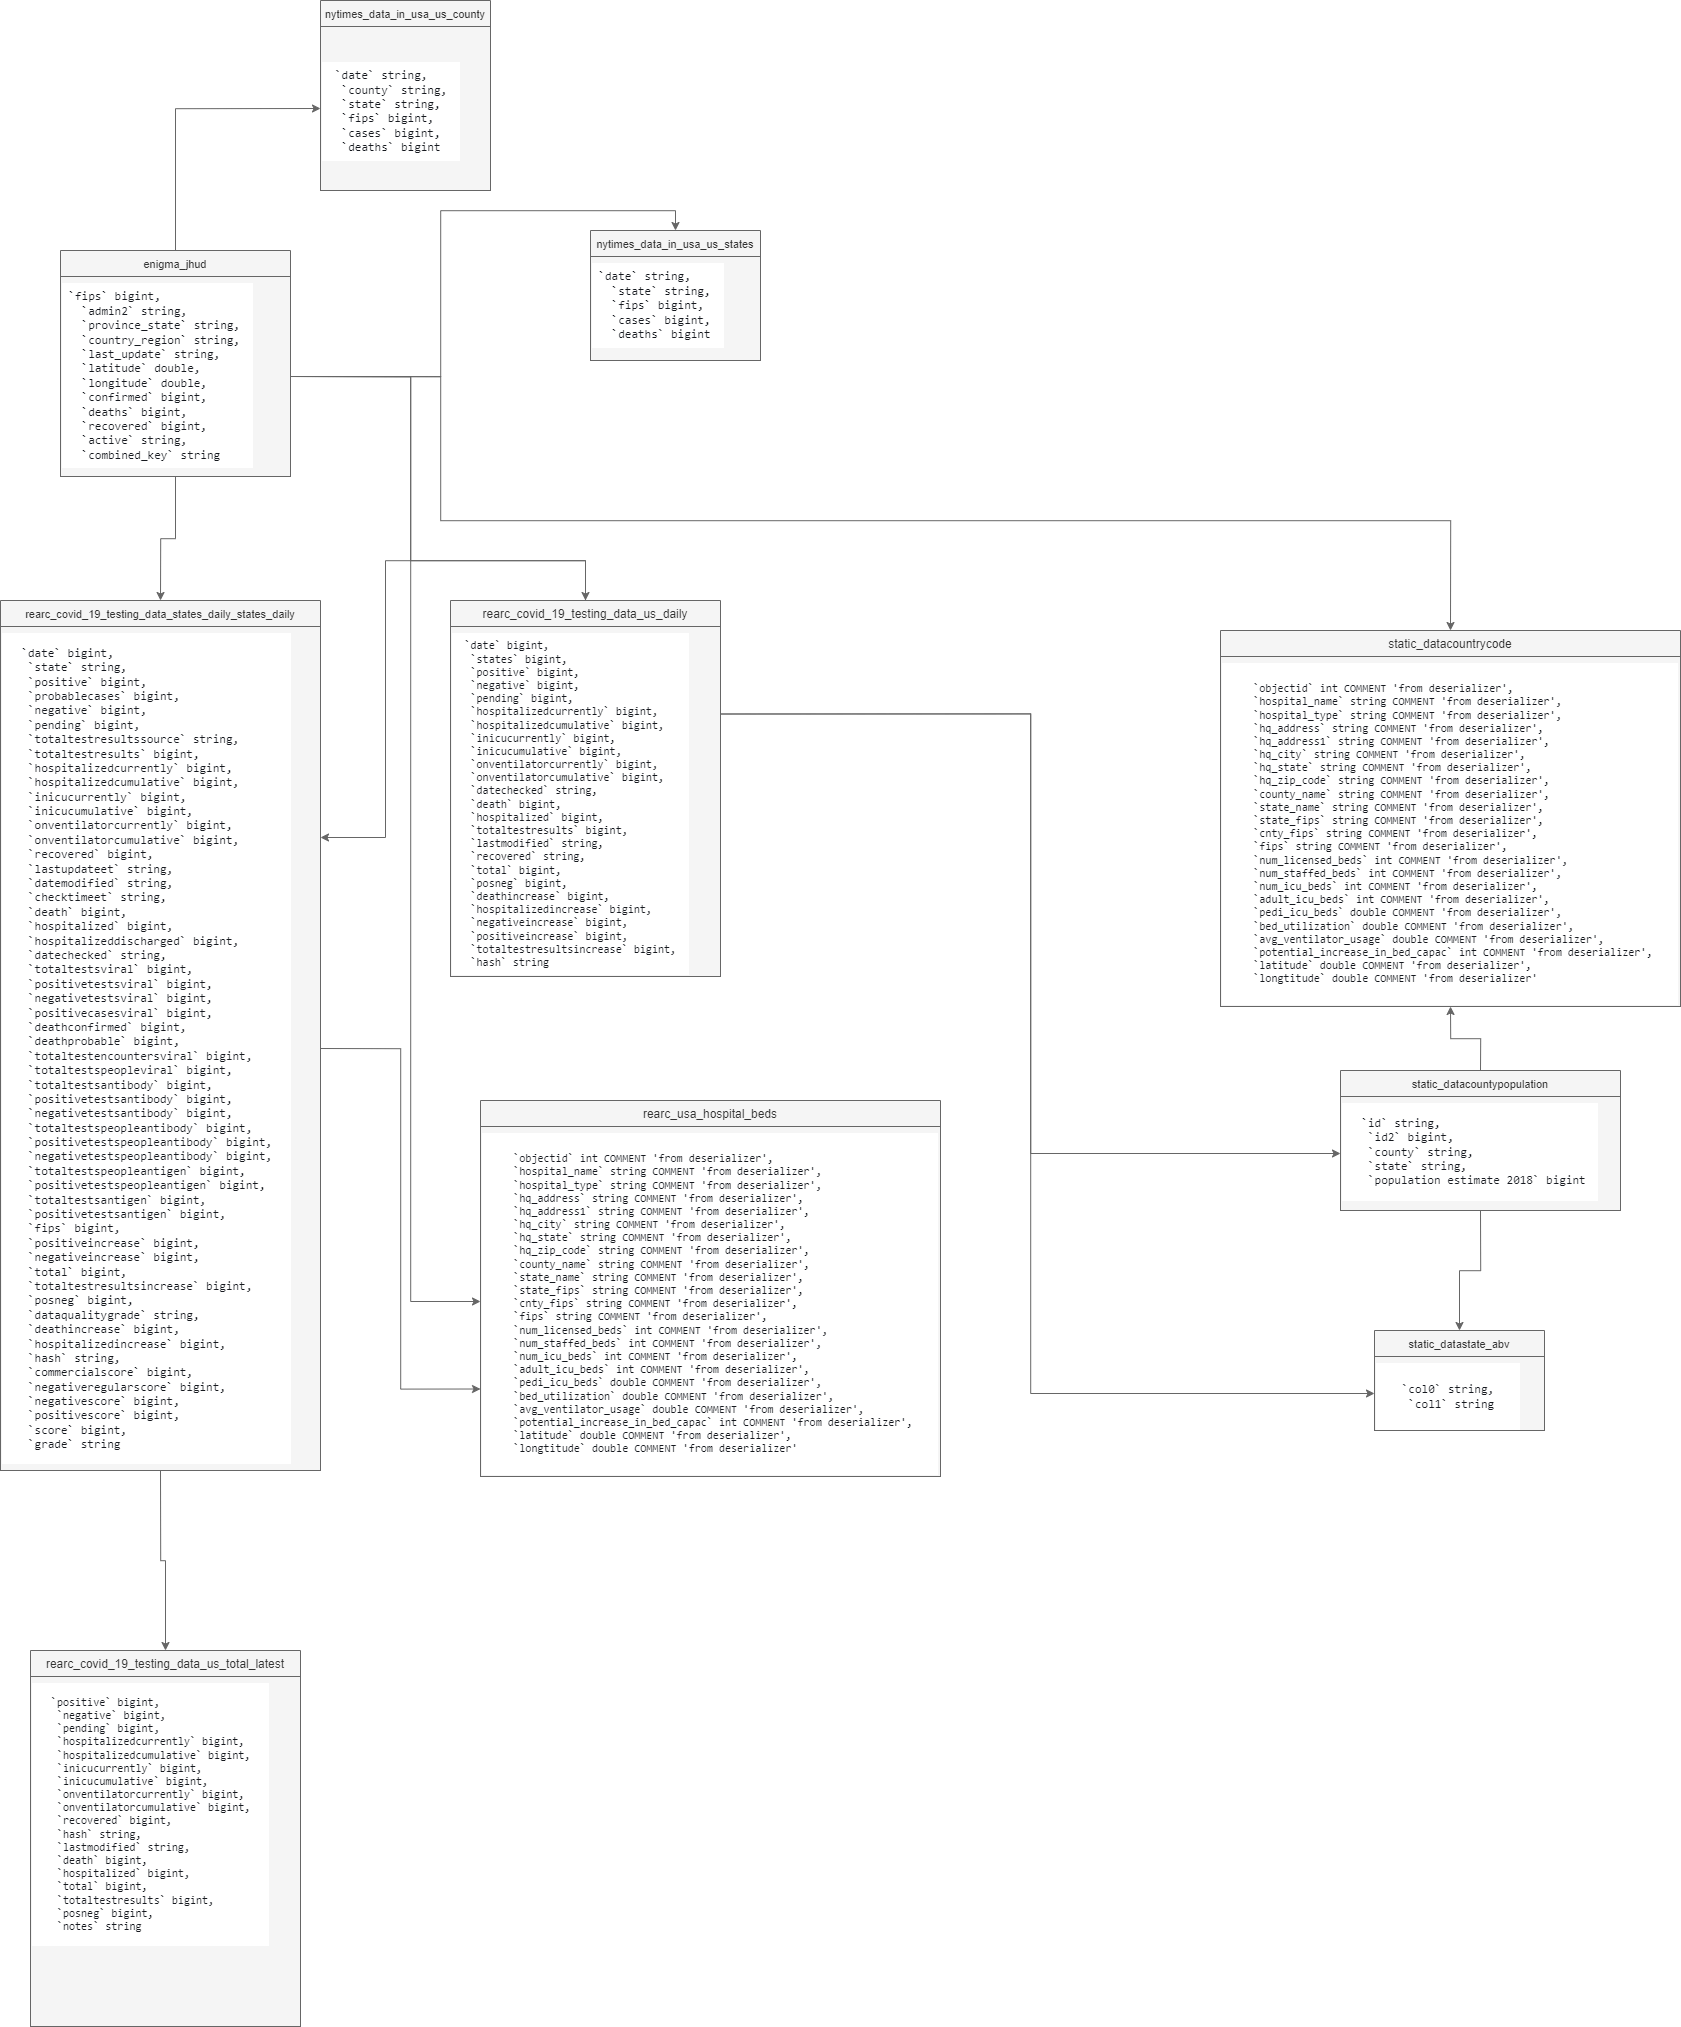 nytimes_data_in_usa_us_county
`date` string,
`county` string,
`state` string,
`fips` bigint,
`cases` bigint,
`deaths` bigint
nytimes_data_in_usa_us_states
`date` string,
`state` string,
`fips` bigint,
`cases` bigint,
`deaths` bigint
enigma_jhud
`fips` bigint,
`admin2` string,
`province_state` string,
`country_region` string,
`last_update` string,
`latitude` double,
`longitude` double,
`confirmed` bigint,
`deaths` bigint,
`recovered` bigint,
`active` string,
`combined_key` string
rearc_covid_19_testing_data_states_daily_states_daily
`date` bigint,
`state` string,
`positive` bigint,
`probablecases` bigint,
`negative` bigint,
`pending` bigint,
`totaltestresultssource` string,
`totaltestresults` bigint,
`hospitalizedcurrently` bigint,
`hospitalizedcumulative` bigint,
`inicucurrently` bigint,
`inicucumulative` bigint,
`onventilatorcurrently` bigint,
`onventilatorcumulative` bigint,
`recovered` bigint,
`lastupdateet` string,
`datemodified` string,
`checktimeet` string,
`death` bigint,
`hospitalized` bigint,
`hospitalizeddischarged` bigint,
`datechecked` string,
`totaltestsviral` bigint,
`positivetestsviral` bigint,
`negativetestsviral` bigint,
`positivecasesviral` bigint,
`deathconfirmed` bigint,
`deathprobable` bigint,
`totaltestencountersviral` bigint,
`totaltestspeopleviral` bigint,
`totaltestsantibody` bigint,
`positivetestsantibody` bigint,
`negativetestsantibody` bigint,
`totaltestspeopleantibody` bigint,
`positivetestspeopleantibody` bigint,
`negativetestspeopleantibody` bigint,
`totaltestspeopleantigen` bigint,
`positivetestspeopleantigen` bigint,
`totaltestsantigen` bigint,
`positivetestsantigen` bigint,
`fips` bigint,
`positiveincrease` bigint,
`negativeincrease` bigint,
`total` bigint,
`totaltestresultsincrease` bigint,
`posneg` bigint,
`dataqualitygrade` string,
`deathincrease` bigint,
`hospitalizedincrease` bigint,
`hash` string,
`commercialscore` bigint,
`negativeregularscore` bigint,
`negativescore` bigint,
`positivescore` bigint,
`score` bigint,
`grade` string
rearc_covid_19_testing_data_us_daily
`date` bigint,
`states` bigint,
`positive` bigint,
`negative` bigint,
`pending` bigint,
`hospitalizedcurrently` bigint,
`hospitalizedcumulative` bigint,
`inicucurrently` bigint,
`inicucumulative` bigint,
`onventilatorcurrently` bigint,
`onventilatorcumulative` bigint,
`datechecked` string,
`death` bigint,
`hospitalized` bigint,
`totaltestresults` bigint,
`lastmodified` string,
`recovered` string,
`total` bigint,
`posneg` bigint,
`deathincrease` bigint,
`hospitalizedincrease` bigint,
`negativeincrease` bigint,
`positiveincrease` bigint,
`totaltestresultsincrease` bigint,
`hash` string
static_datacountrycode
`objectid` int COMMENT 'from deserializer',
`hospital_name` string COMMENT 'from deserializer',
`hospital_type` string COMMENT 'from deserializer',
`hq_address` string COMMENT 'from deserializer',
`hq_address1` string COMMENT 'from deserializer',
`hq_city` string COMMENT 'from deserializer',
`hq_state` string COMMENT 'from deserializer',
`hq_zip_code` string COMMENT 'from deserializer',
`county_name` string COMMENT 'from deserializer',
`state_name` string COMMENT 'from deserializer',
`state_fips` string COMMENT 'from deserializer',
`cnty_fips` string COMMENT 'from deserializer',
`fips` string COMMENT 'from deserializer',
`num_licensed_beds` int COMMENT 'from deserializer',
`num_staffed_beds` int COMMENT 'from deserializer',
`num_icu_beds` int COMMENT 'from deserializer',
`adult_icu_beds` int COMMENT 'from deserializer',
`pedi_icu_beds` double COMMENT 'from deserializer',
`bed_utilization` double COMMENT 'from deserializer',
`avg_ventilator_usage` double COMMENT 'from deserializer',
`potential_increase_in_bed_capac` int COMMENT 'from deserializer',
`latitude` double COMMENT 'from deserializer',
`longtitude` double COMMENT 'from deserializer'
static_datacountypopulation
`id` string,
`id2` bigint,
`county` string,
`state` string,
`population estimate 2018` bigint
rearc_usa_hospital_beds
`objectid` int COMMENT 'from deserializer',
`hospital_name` string COMMENT 'from deserializer',
`hospital_type` string COMMENT 'from deserializer',
`hq_address` string COMMENT 'from deserializer',
`hq_address1` string COMMENT 'from deserializer',
`hq_city` string COMMENT 'from deserializer',
`hq_state` string COMMENT 'from deserializer',
`hq_zip_code` string COMMENT 'from deserializer',
`county_name` string COMMENT 'from deserializer',
`state_name` string COMMENT 'from deserializer',
`state_fips` string COMMENT 'from deserializer',
`cnty_fips` string COMMENT 'from deserializer',
`fips` string COMMENT 'from deserializer',
`num_licensed_beds` int COMMENT 'from deserializer',
`num_staffed_beds` int COMMENT 'from deserializer',
`num_icu_beds` int COMMENT 'from deserializer',
`adult_icu_beds` int COMMENT 'from deserializer',
`pedi_icu_beds` double COMMENT 'from deserializer',
`bed_utilization` double COMMENT 'from deserializer',
`avg_ventilator_usage` double COMMENT 'from deserializer',
`potential_increase_in_bed_capac` int COMMENT 'from deserializer',
`latitude` double COMMENT 'from deserializer',
`longtitude` double COMMENT 'from deserializer'
static_datastate_abv
`col0` string,
`col1` string
rearc_covid_19_testing_data_us_total_latest
`positive` bigint,
`negative` bigint,
`pending` bigint,
`hospitalizedcurrently` bigint,
`hospitalizedcumulative` bigint,
`inicucurrently` bigint,
`inicucumulative` bigint,
`onventilatorcurrently` bigint,
`onventilatorcumulative` bigint,
`recovered` bigint,
`hash` string,
`lastmodified` string,
`death` bigint,
`hospitalized` bigint,
`total` bigint,
`totaltestresults` bigint,
`posneg` bigint,
`notes` string